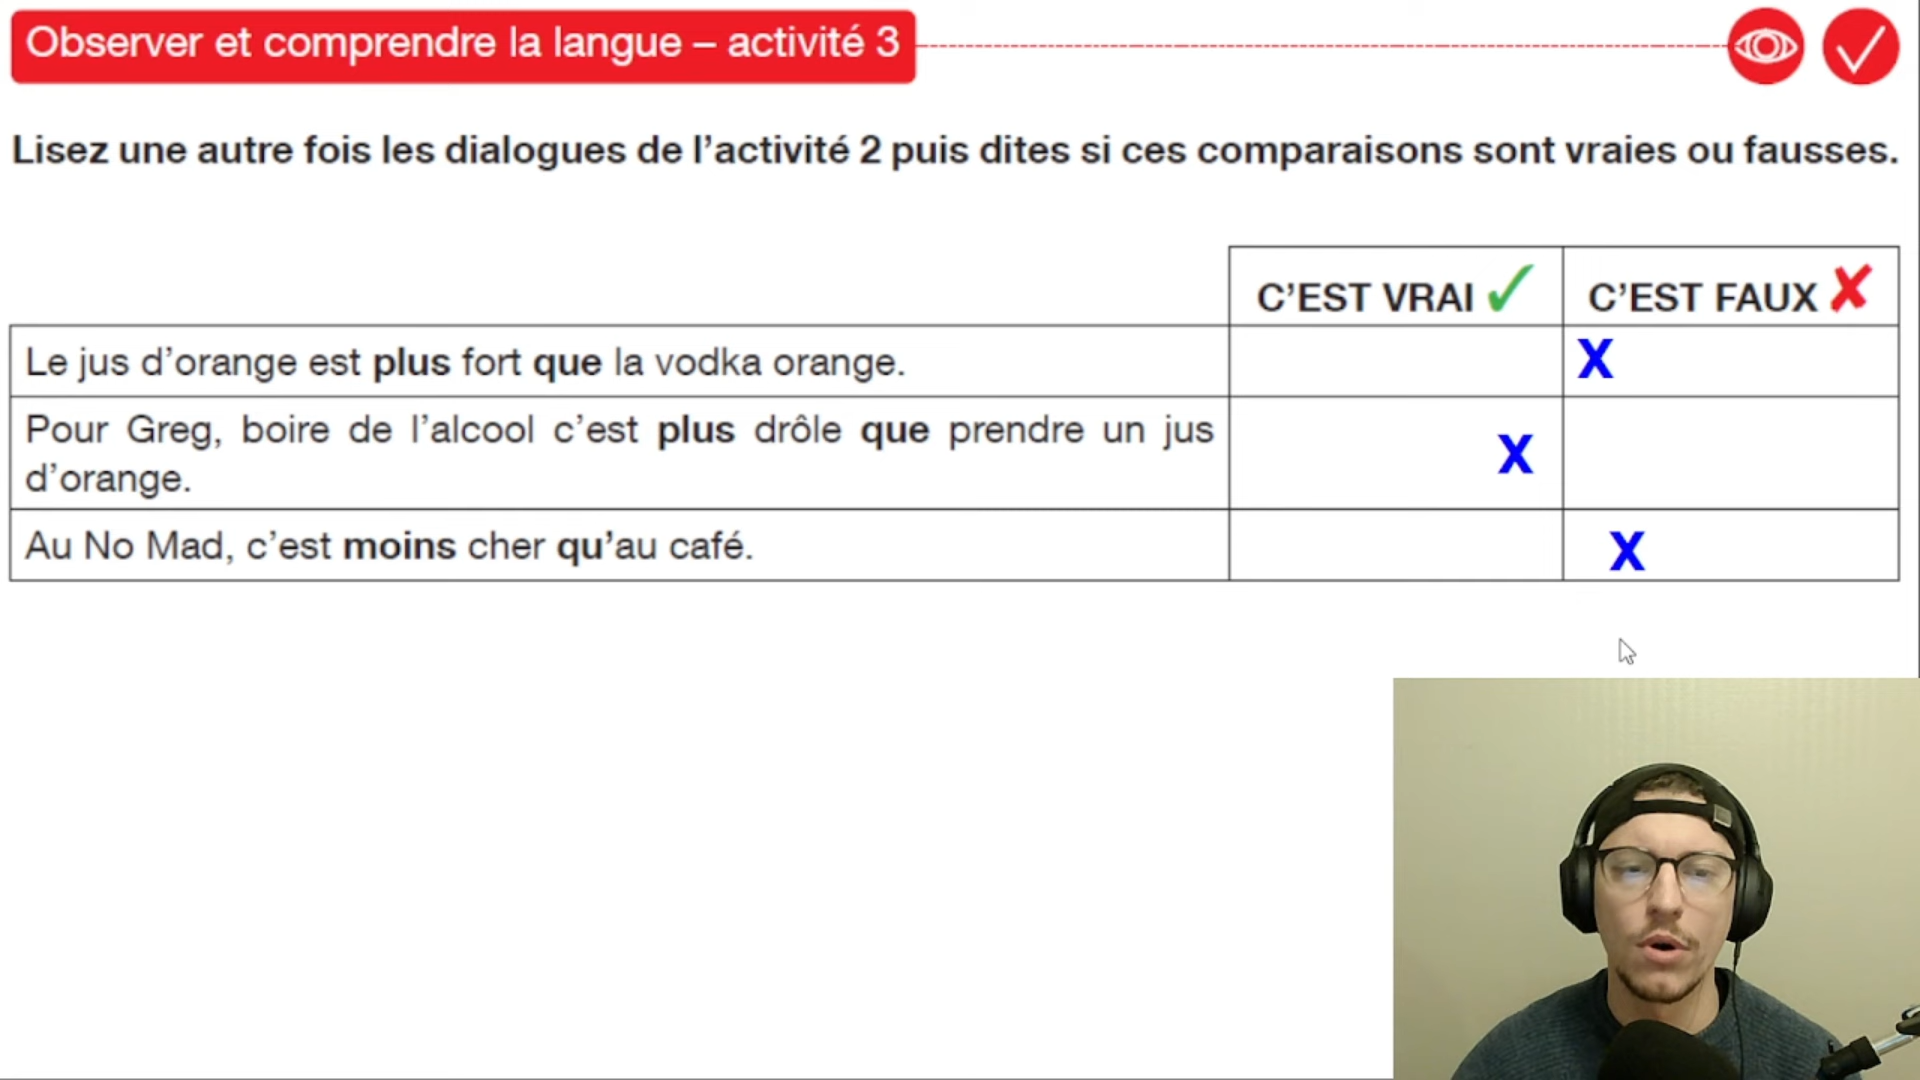 Observer et comprendre la langue – activité 3
Lisez une autre fois les dialogues de l’activité 2 puis dites si ces comparaisons sont vraies ou fausses.
C’EST VRAI ✓ C’EST FAUX ✘
Le jus d’orange est plus fort que la vodka orange. X
Pour Greg, boire de l’alcool c’est plus drôle que prendre un jus
d’orange. X
Au No Mad, c’est moins cher qu’au café. X